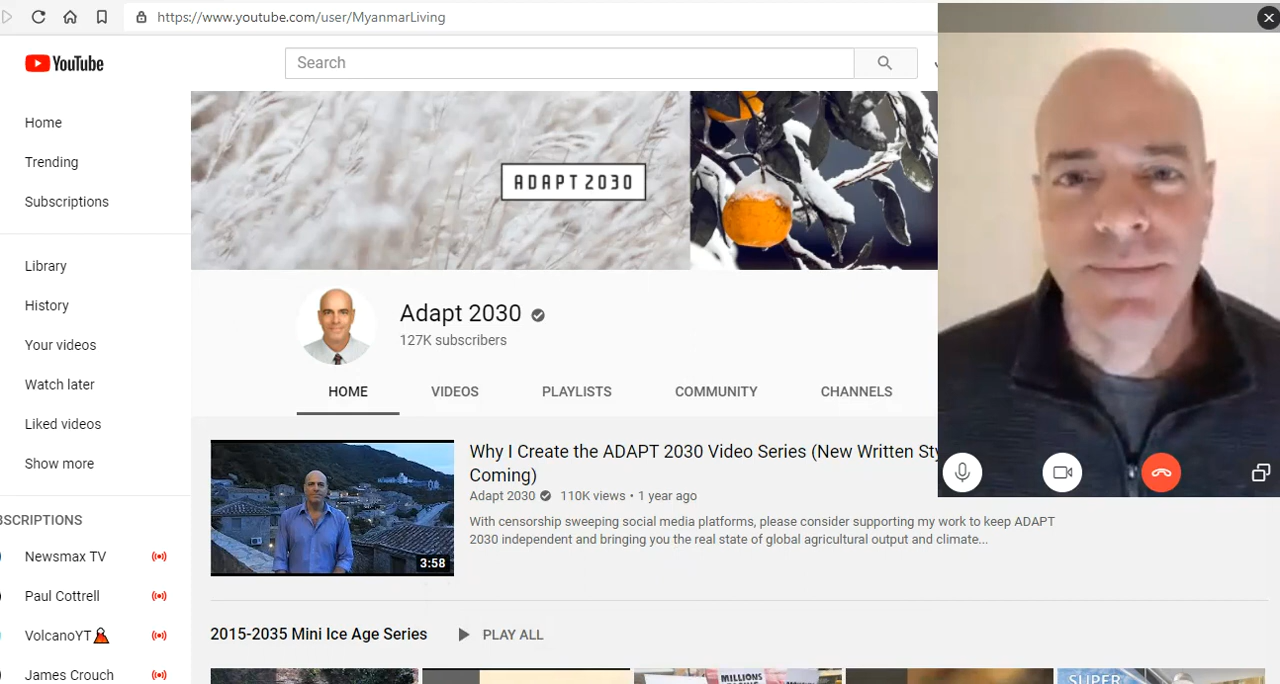 https://www.youtube.com/user/MyanmarLiving
YouTube
Search
Home
Trending
Subscriptions
Library
History
Your videos
Watch later
Liked videos
Show more
BSCRIPTIONS
Newsmax TV
Paul Cottrell
VolcanoYT
James Crouch
ADAPT 2030
Adapt 2030
127K subscribers
HOME VIDEOS PLAYLISTS COMMUNITY CHANNELS
3:58
Why I Create the ADAPT 2030 Video Series (New Written Sty
Coming)
Adapt 2030 110K views • 1 year ago
With censorship sweeping social media platforms, please consider supporting my work to keep ADAPT
2030 independent and bringing you the real state of global agricultural output and climate...
2015-2035 Mini Ice Age Series PLAY ALL
MILLIONS
SUPER